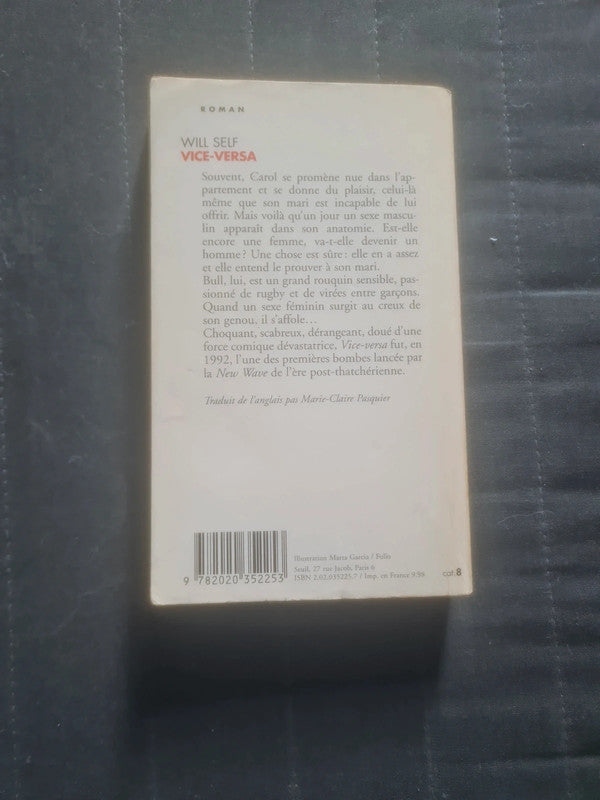 ROMAN
WILL SELF
VICE-VERSA
Souvent, Carol se promène nue dans l'ap-
partement et se donne du plaisir, celui-là
même que son mari est incapable de lui
offrir. Mais voilà qu'un jour un sexe mascu-
lin apparaît dans son anatomie. Est-elle
encore une femme, va-t-elle devenir un
homme ? Une chose est sûre : elle en a assez
et elle entend le prouver à son mari.
Bull, lui, est un grand rouquin sensible, pas-
sionné de rugby et de virées entre garçons.
Quand un sexe féminin surgit au creux de
son genou, il s'affole…
Choquant, scabreux, dérangeant, doué d'une
force comique dévastatrice, Vice-versa fut, en
1992, l'une des premières bombes lancée par
la New Wave de l'ère post-thatchérienne.
Traduit de l'anglais pas Marie-Claire Pasquier
Illustration Marta Garcia / Folio
Seuil, 27 rue Jacob, Paris 6
ISBN 2.02.035225.7 / Imp. en France 9.98
cat.8
9 782020 352253